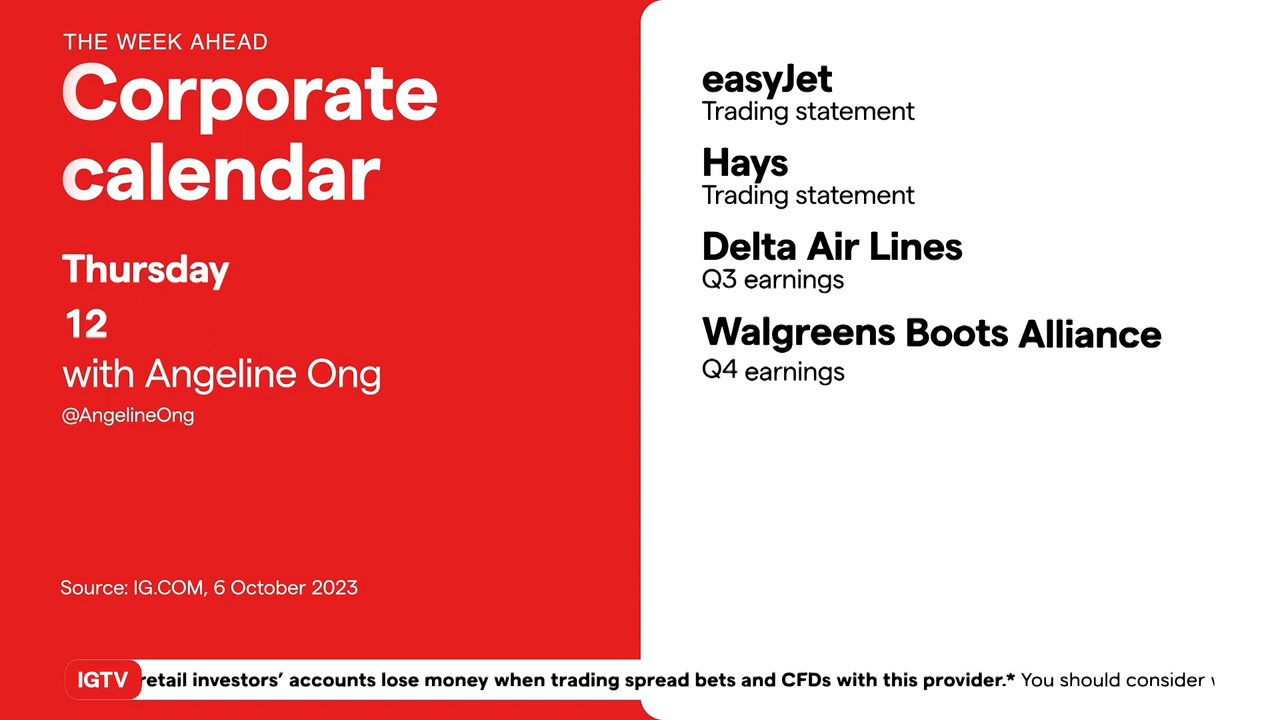 THE WEEK AHEAD
Corporate
calendar
Thursday
12
with Angeline Ong
@AngelineOng
Source: IG.COM, 6 October 2023
easyJet
Trading statement
Hays
Trading statement
Delta Air Lines
Q3 earnings
Walgreens Boots Alliance
Q4 earnings
IGTV retail investors’ accounts lose money when trading spread bets and CFDs with this provider.* You should consider